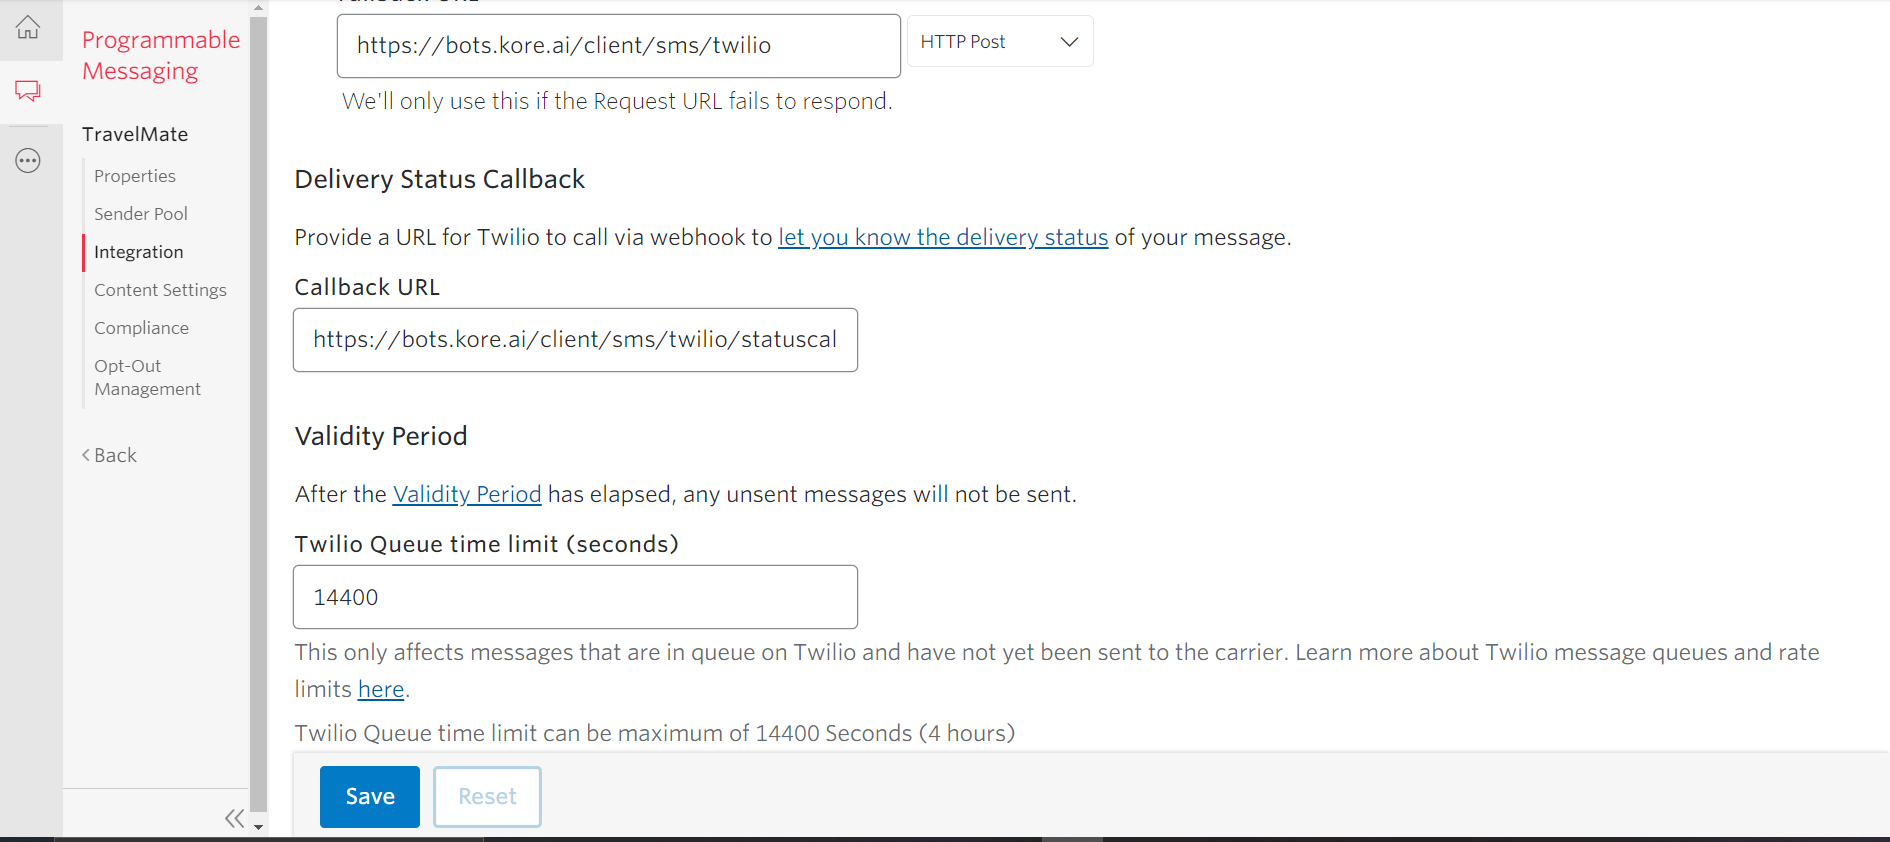 Programmable
Messaging
TravelMate
Properties
Sender Pool
Integration
Content Settings
Compliance
Opt-Out
Management
Back
https://bots.kore.ai/client/sms/twilio
HTTP Post
We'll only use this if the Request URL fails to respond.
Delivery Status Callback
Provide a URL for Twilio to call via webhook to let you know the delivery status of your message.
Callback URL
https://bots.kore.ai/client/sms/twilio/statuscal
Validity Period
After the Validity Period has elapsed, any unsent messages will not be sent.
Twilio Queue time limit (seconds)
14400
This only affects messages that are in queue on Twilio and have not yet been sent to the carrier. Learn more about Twilio message queues and rate
limits here.
Twilio Queue time limit can be maximum of 14400 Seconds (4 hours)
Save
Reset